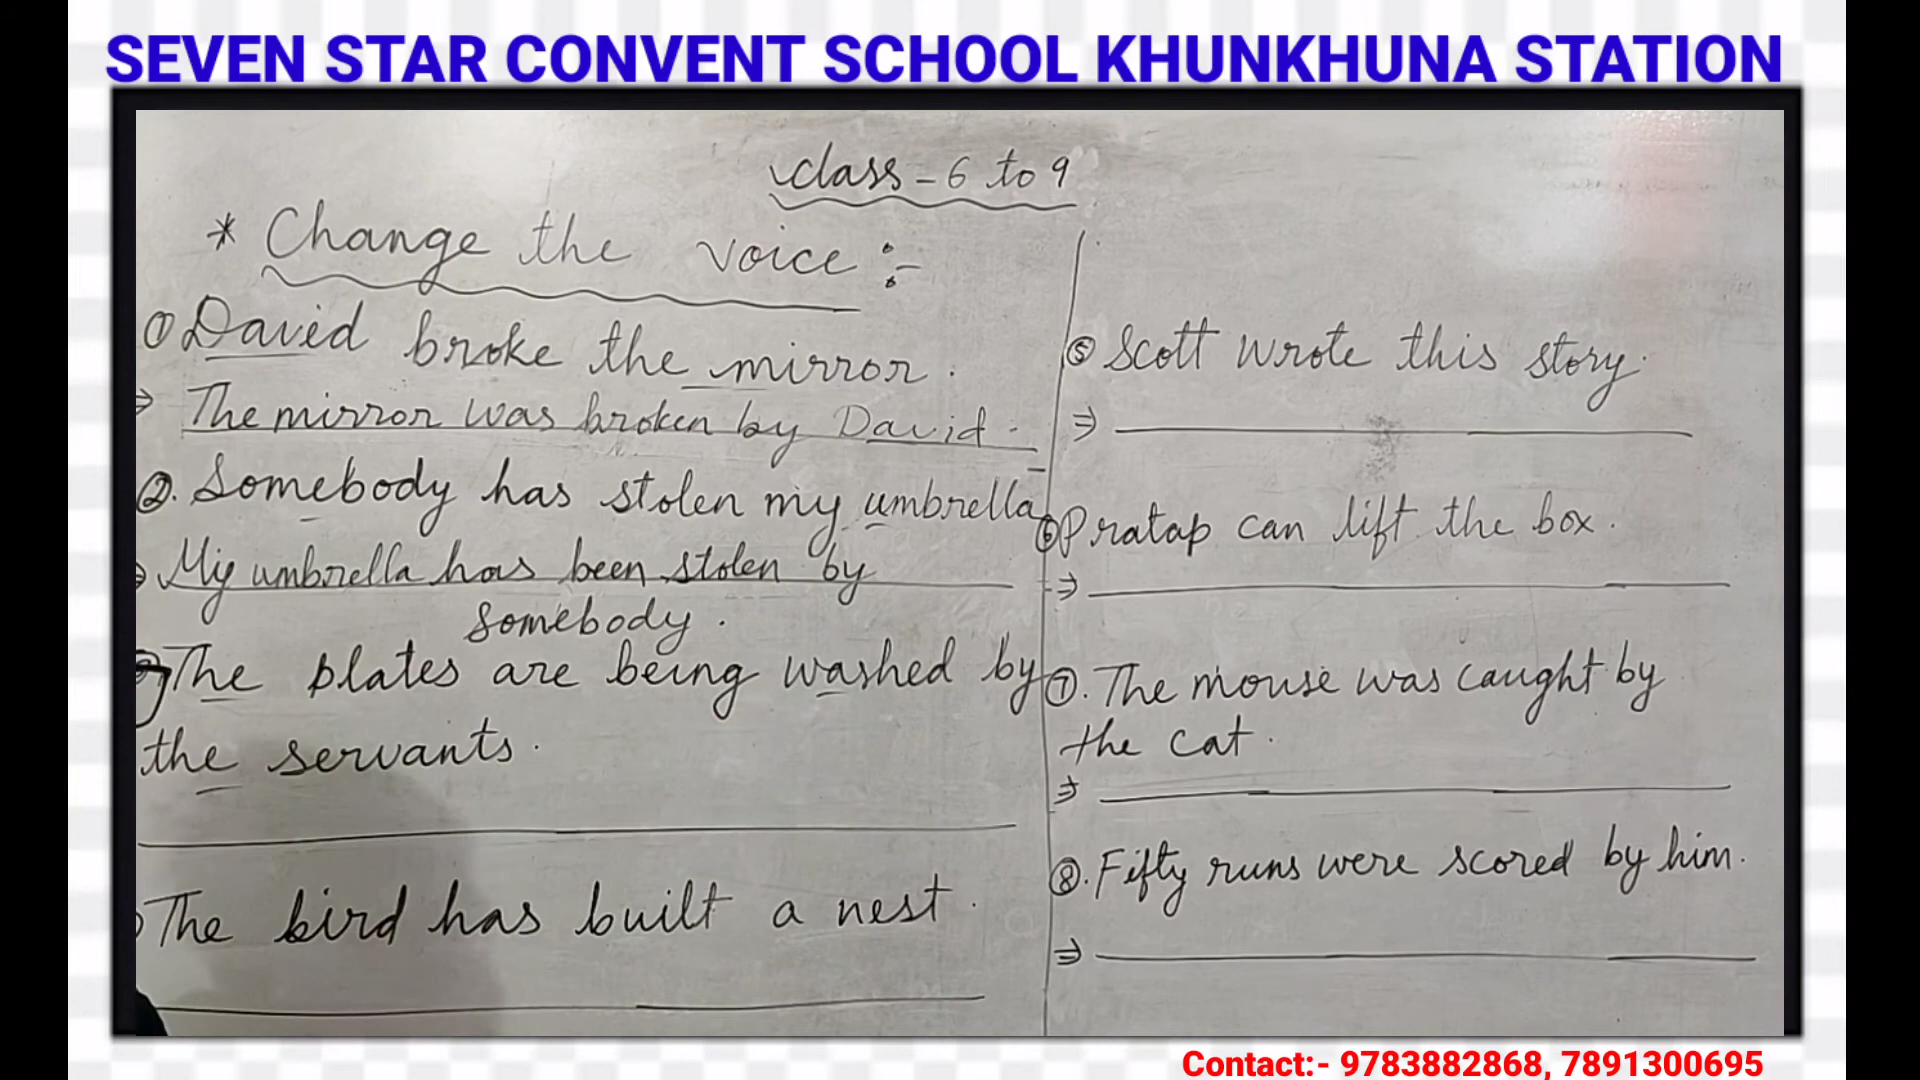 SEVEN STAR CONVENT SCHOOL KHUNKHUNA STATION
class - 6 to 9
* Change the voice :-
① David broke the mirror.
⇒ The mirror was broken by David.
②. Somebody has stolen my umbrella
⇒ My umbrella has been stolen by
somebody.
The plates are being washed by
the servants.
The bird has built a nest.
⑤ Scott wrote this story.
⇒
⑥ Pratap can lift the box.
⇒
⑦. The mouse was caught by
the cat.
⇒
⑧. Fifty runs were scored by him.
⇒
Contact:- 9783882868, 7891300695